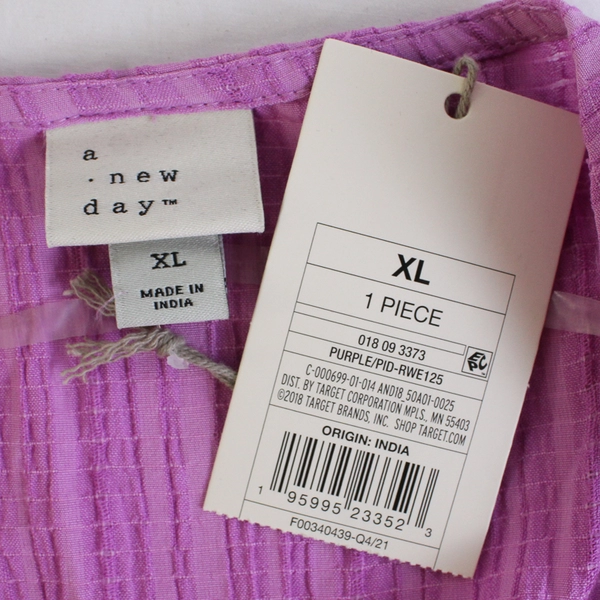 a
· new
day™
XL
MADE IN
INDIA
XL
1 PIECE
018 09 3373
PURPLE/PID-RWE125
EPC
C-000699-01-014 AND18 50A01-0025
DIST. BY TARGET CORPORATION MPLS., MN 55403
©2018 TARGET BRANDS, INC. SHOP TARGET.COM
ORIGIN: INDIA
1 95995 23352 3
F00340439-Q4/21